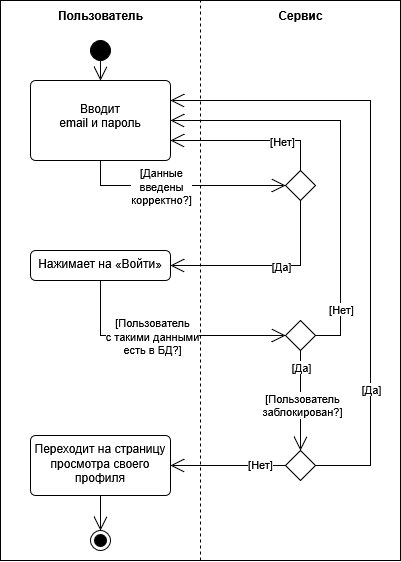 Пользователь
Сервис
Вводит
email и пароль
[Нет]
[Данные
введены
корректно?]
[Да]
Нажимает на «Войти»
[Нет]
[Пользователь
с такими данными
есть в БД?]
[Да]
[Да]
[Пользователь
заблокирован?]
Переходит на страницу
просмотра своего
профиля
[Нет]